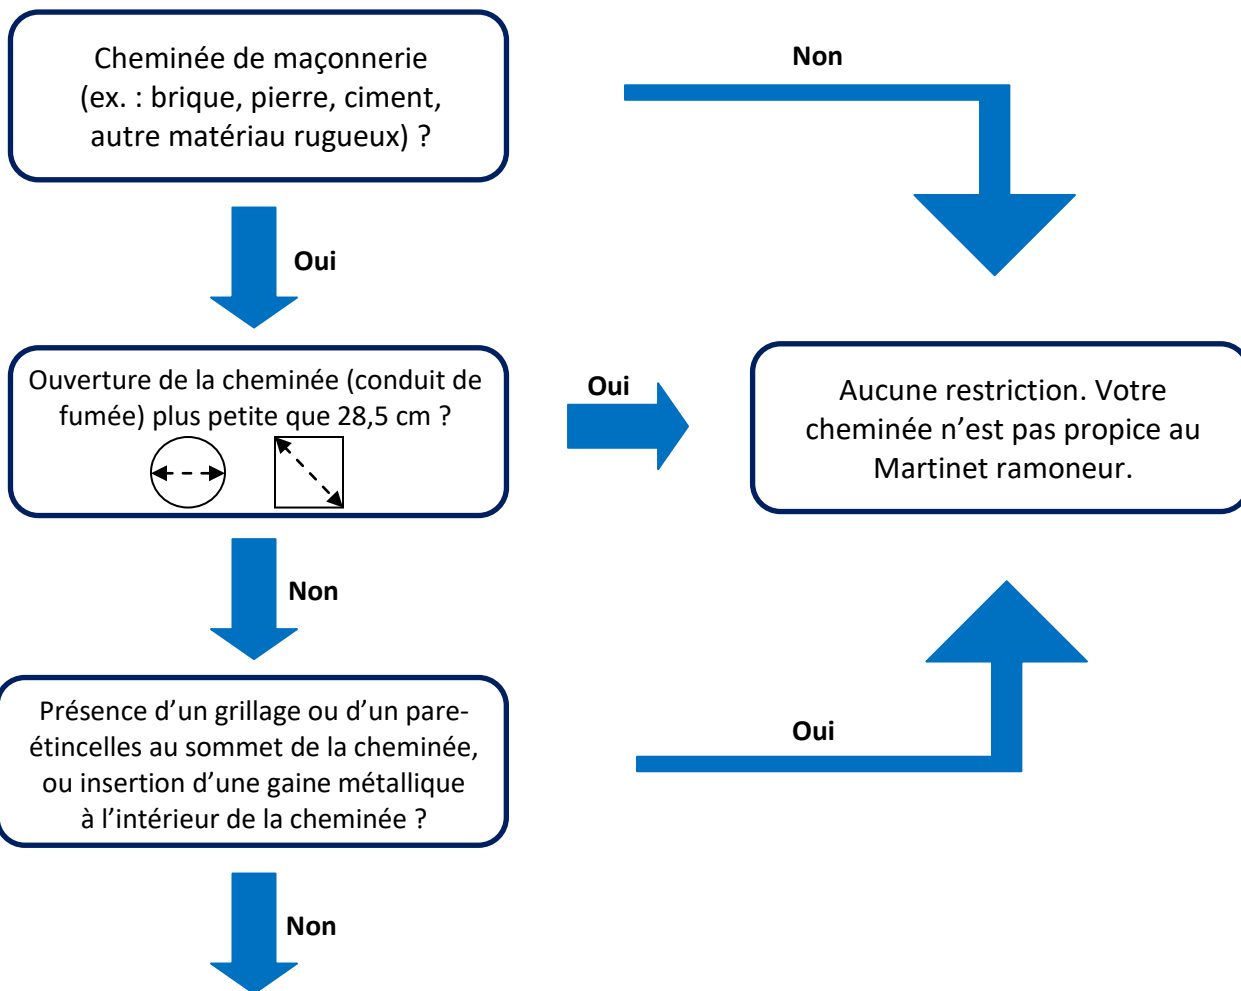 Cheminée de maçonnerie
(ex. : brique, pierre, ciment,
autre matériau rugueux) ?
Non
Oui
Ouverture de la cheminée (conduit de
fumée) plus petite que 28,5 cm ?
Oui
Aucune restriction. Votre
cheminée n’est pas propice au
Martinet ramoneur.
Non
Présence d’un grillage ou d’un pare-
étincelles au sommet de la cheminée,
ou insertion d’une gaine métallique
à l’intérieur de la cheminée ?
Oui
Non